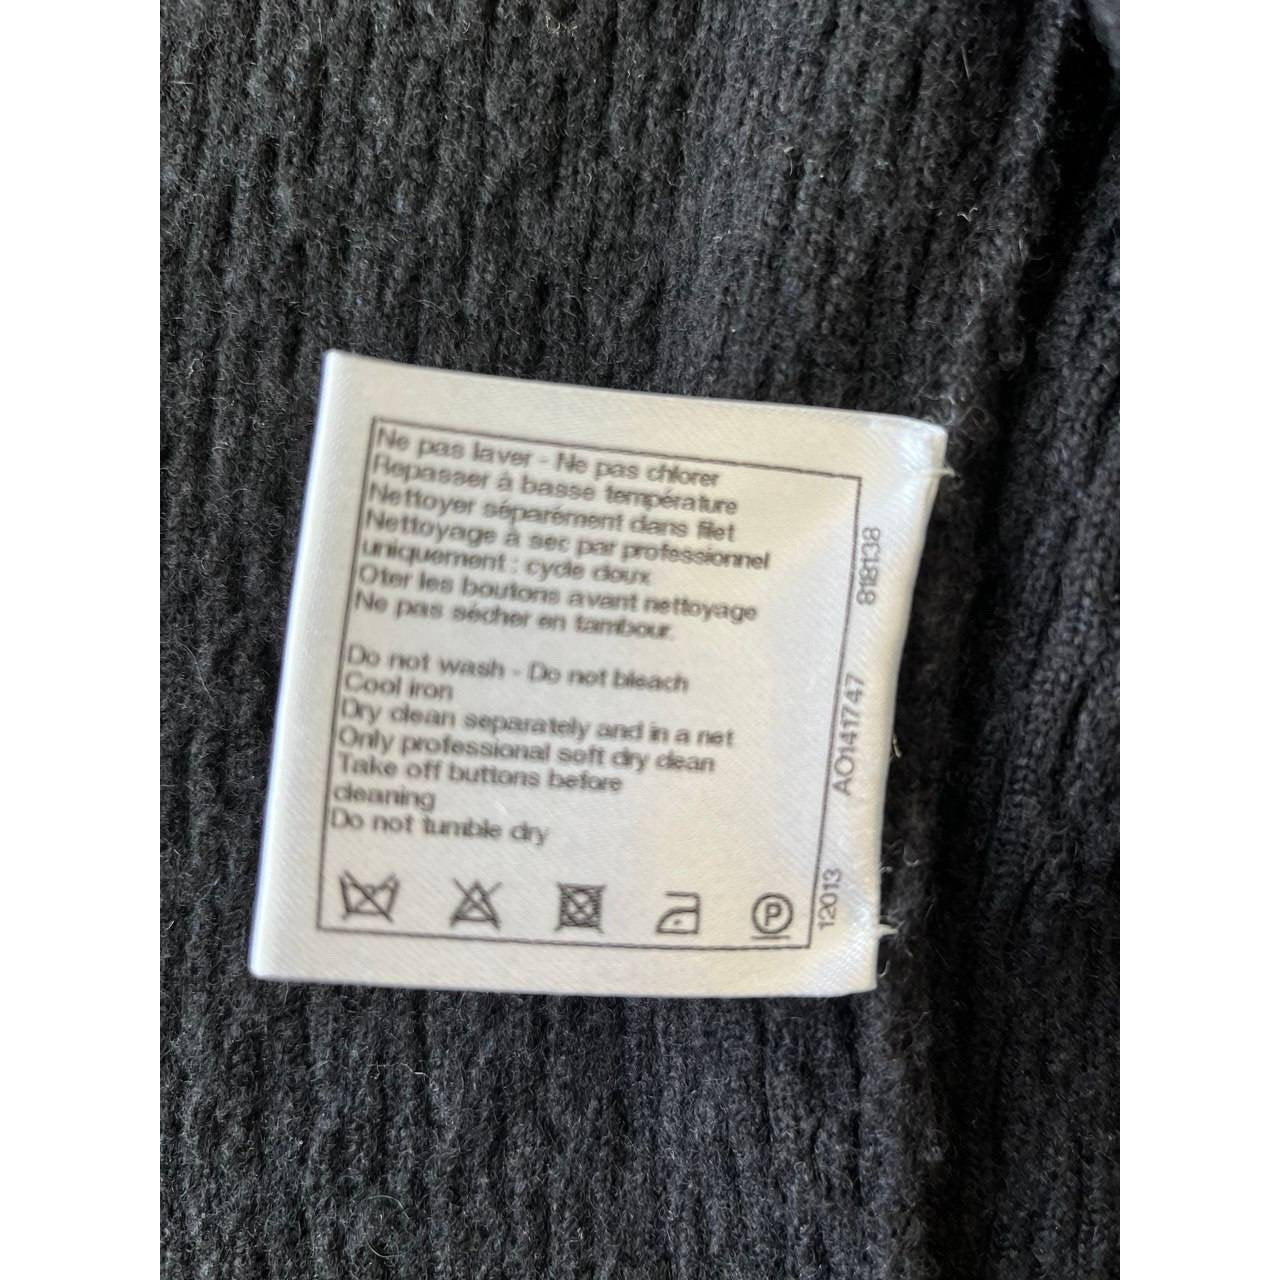 Ne pas laver - Ne pas chlorer
Repasser à basse température
Nettoyer séparément dans filet
Nettoyage à sec par professionnel
uniquement : cycle doux
Oter les boutons avant nettoyage
Ne pas sécher en tambour.
Do not wash - Do not bleach
Cool iron
Dry clean separately and in a net
Only professional soft dry clean
Take off buttons before
cleaning
Do not tumble dry
P
12013
AO141747
818138